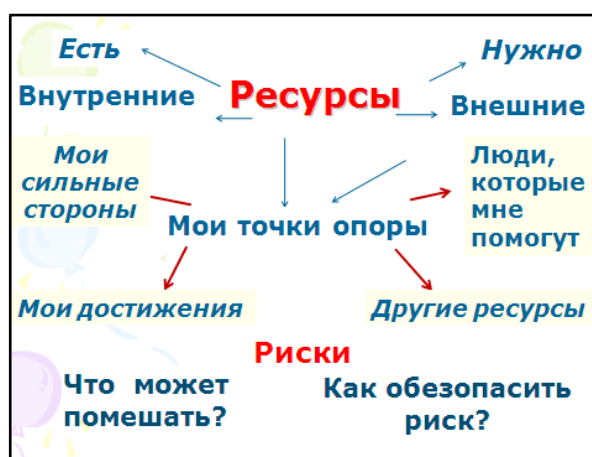 Есть
Нужно
Ресурсы
Внутренние
Внешние
Мои
сильные
стороны
Люди,
которые
мне
помогут
Мои точки опоры
Мои достижения
Другие ресурсы
Риски
Что может
помешать?
Как обезопасить
риск?